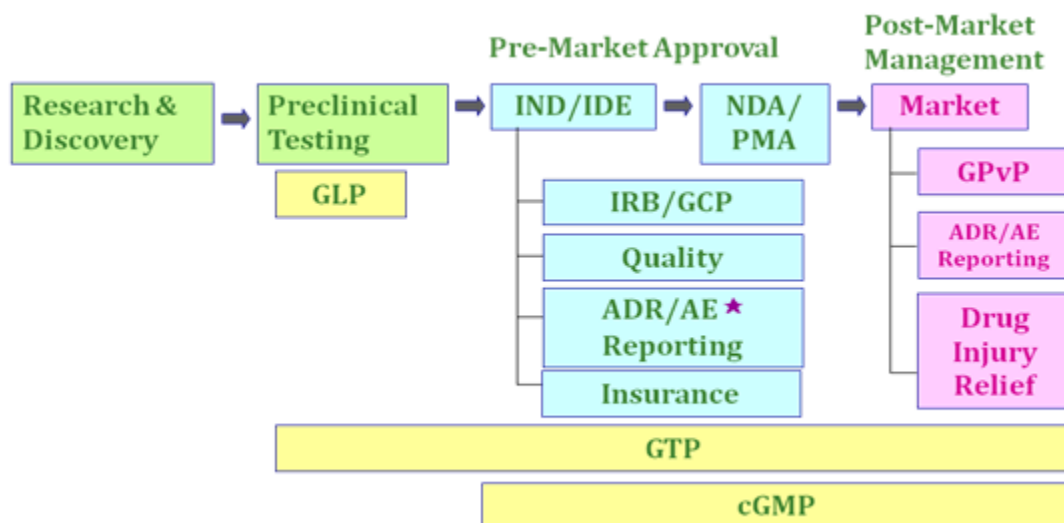 Pre-Market Approval
Post-Market
Management
Research &
Discovery
Preclinical
Testing
IND/IDE
NDA/
PMA
Market
GLP
IRB/GCP
Quality
ADR/AE ★
Reporting
Insurance
GPvP
ADR/AE
Reporting
Drug
Injury
Relief
GTP
cGMP